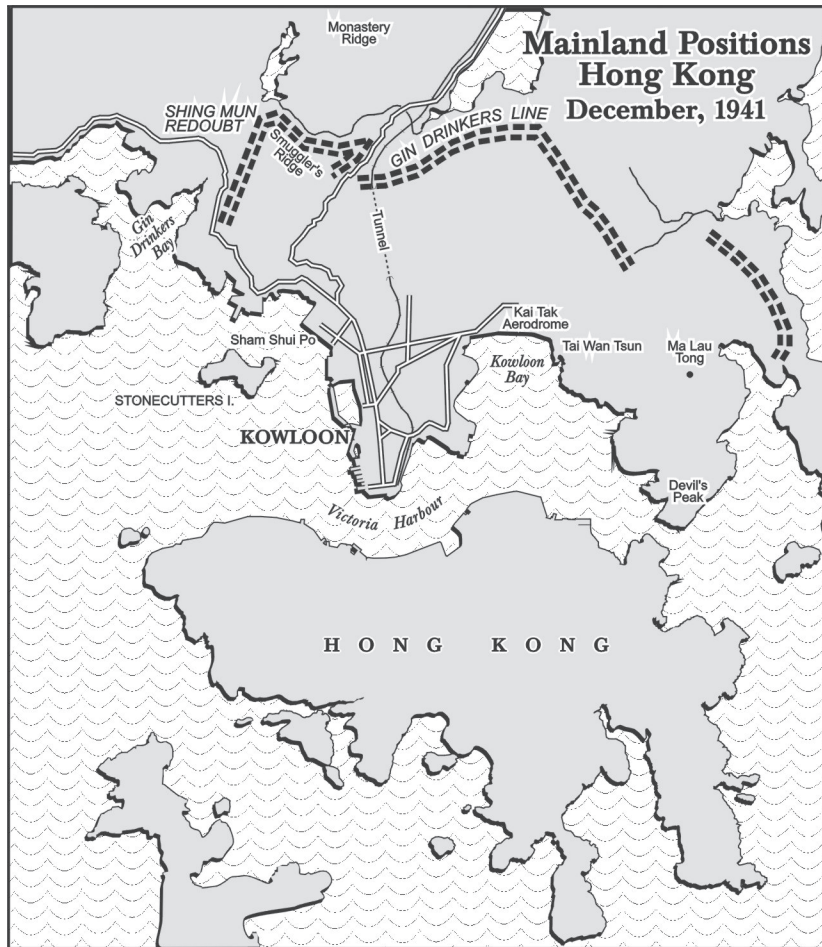 Monastery
Ridge
Mainland Positions
Hong Kong
December, 1941
SHING MUN
REDOUBT
Smuggler's
Ridge
GIN DRINKERS LINE
Gin
Drinkers
Bay
Tunnel
Kai Tak
Aerodrome
Sham Shui Po
Tai Wan Tsun
Ma Lau
Tong
Kowloon
Bay
STONECUTTERS I.
KOWLOON
Devil's
Peak
Victoria Harbour
HONG KONG